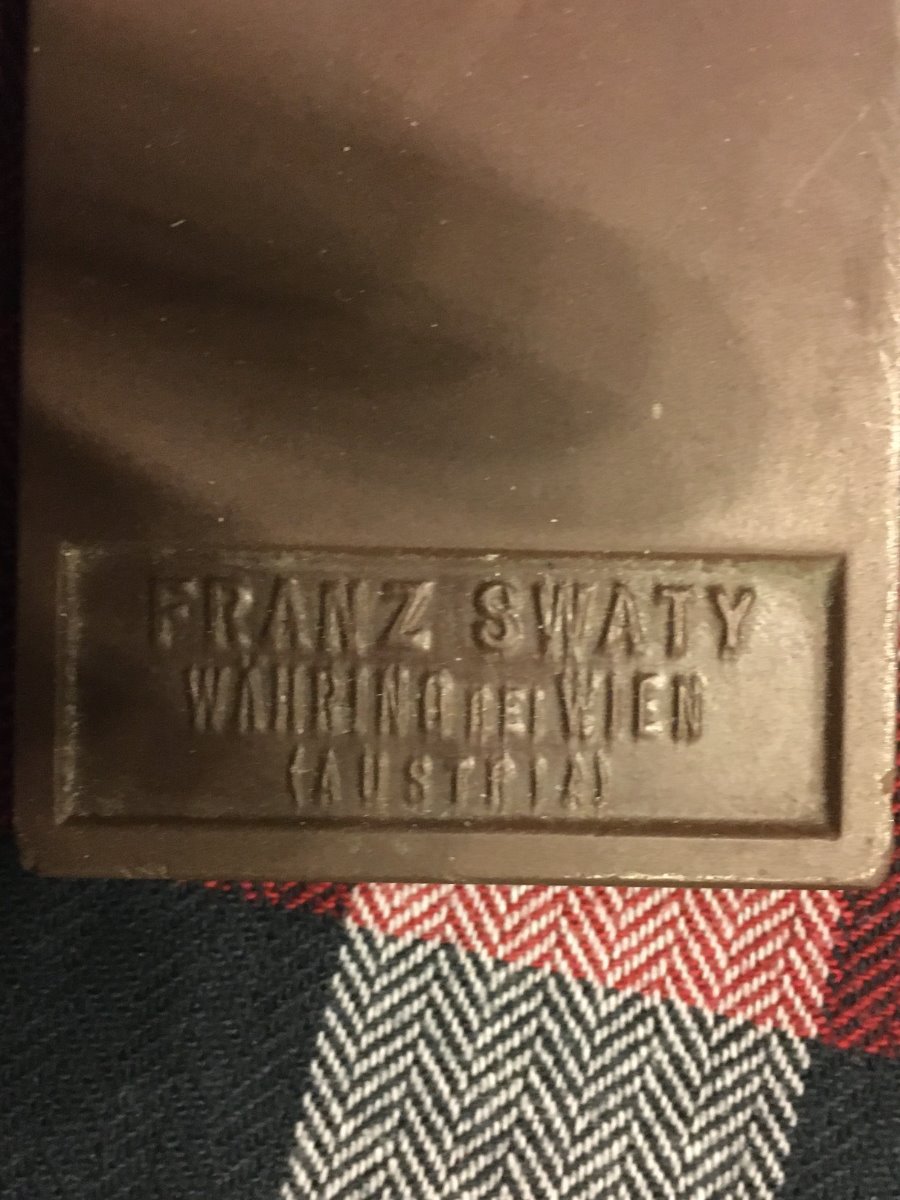 FRANZ SWATY
WÄHRING BEI WIEN
(AUSTRIA)